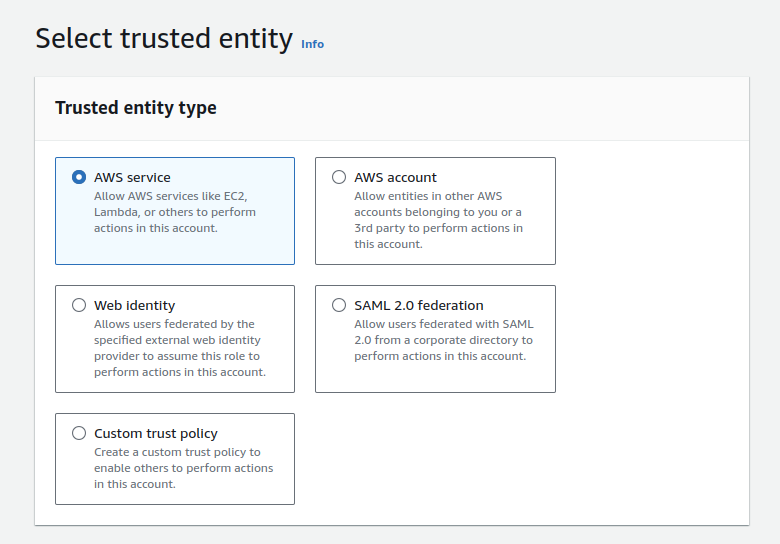 Select trusted entity Info
Trusted entity type
AWS service
Allow AWS services like EC2,
Lambda, or others to perform
actions in this account.
AWS account
Allow entities in other AWS
accounts belonging to you or a
3rd party to perform actions in
this account.
Web identity
Allows users federated by the
specified external web identity
provider to assume this role to
perform actions in this account.
SAML 2.0 federation
Allow users federated with SAML
2.0 from a corporate directory to
perform actions in this account.
Custom trust policy
Create a custom trust policy to
enable others to perform actions
in this account.